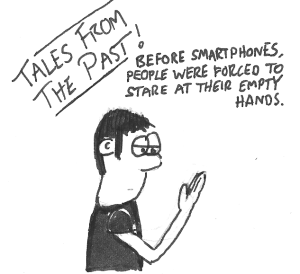 TALES FROM
THE PAST!
BEFORE SMARTPHONES,
PEOPLE WERE FORCED TO
STARE AT THEIR EMPTY
HANDS.